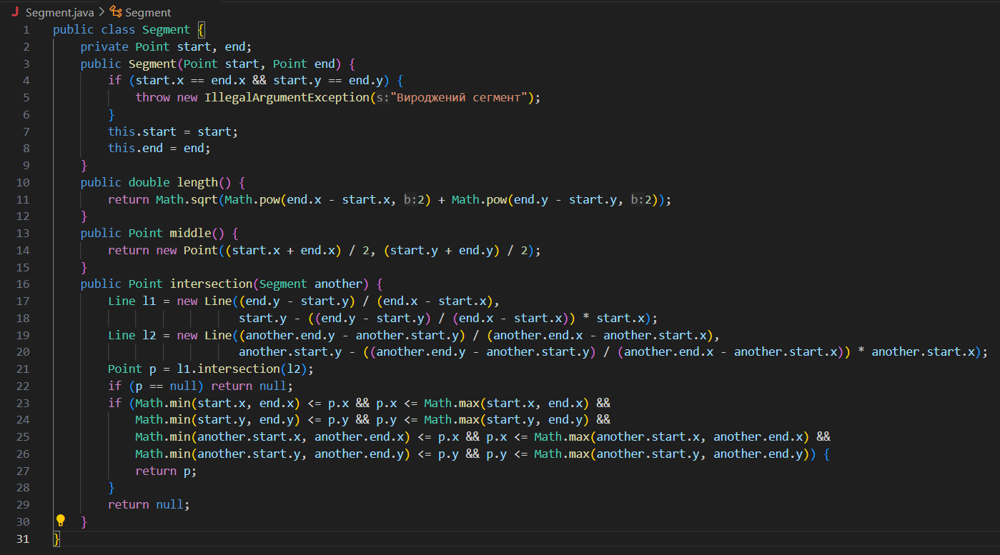 Segment.java > Segment
1 public class Segment {
2     private Point start, end;
3     public Segment(Point start, Point end) {
4         if (start.x == end.x && start.y == end.y) {
5             throw new IllegalArgumentException(s:"Вироджений сегмент");
6         }
7         this.start = start;
8         this.end = end;
9     }
10     public double length() {
11         return Math.sqrt(Math.pow(end.x - start.x, b:2) + Math.pow(end.y - start.y, b:2));
12     }
13     public Point middle() {
14         return new Point((start.x + end.x) / 2, (start.y + end.y) / 2);
15     }
16     public Point intersection(Segment another) {
17         Line l1 = new Line((end.y - start.y) / (end.x - start.x),
18                            start.y - ((end.y - start.y) / (end.x - start.x)) * start.x);
19         Line l2 = new Line((another.end.y - another.start.y) / (another.end.x - another.start.x),
20                            another.start.y - ((another.end.y - another.start.y) / (another.end.x - another.start.x)) * another.start.x);
21         Point p = l1.intersection(l2);
22         if (p == null) return null;
23         if (Math.min(start.x, end.x) <= p.x && p.x <= Math.max(start.x, end.x) &&
24             Math.min(start.y, end.y) <= p.y && p.y <= Math.max(start.y, end.y) &&
25             Math.min(another.start.x, another.end.x) <= p.x && p.x <= Math.max(another.start.x, another.end.x) &&
26             Math.min(another.start.y, another.end.y) <= p.y && p.y <= Math.max(another.start.y, another.end.y)) {
27             return p;
28         }
29         return null;
30     }
31 }